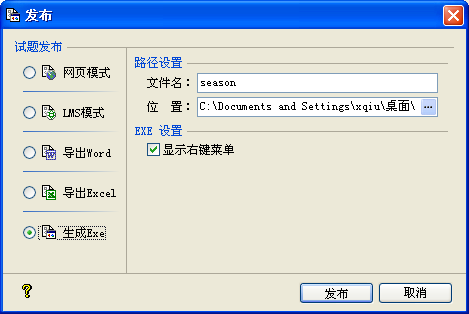 发布
试题发布
网页模式
LMS模式
导出Word
导出Excel
生成Exe
路径设置
文件名：
season
位　置：
C:\Documents and Settings\xqiu\桌面\
...
EXE 设置
显示右键菜单
?
发布
取消